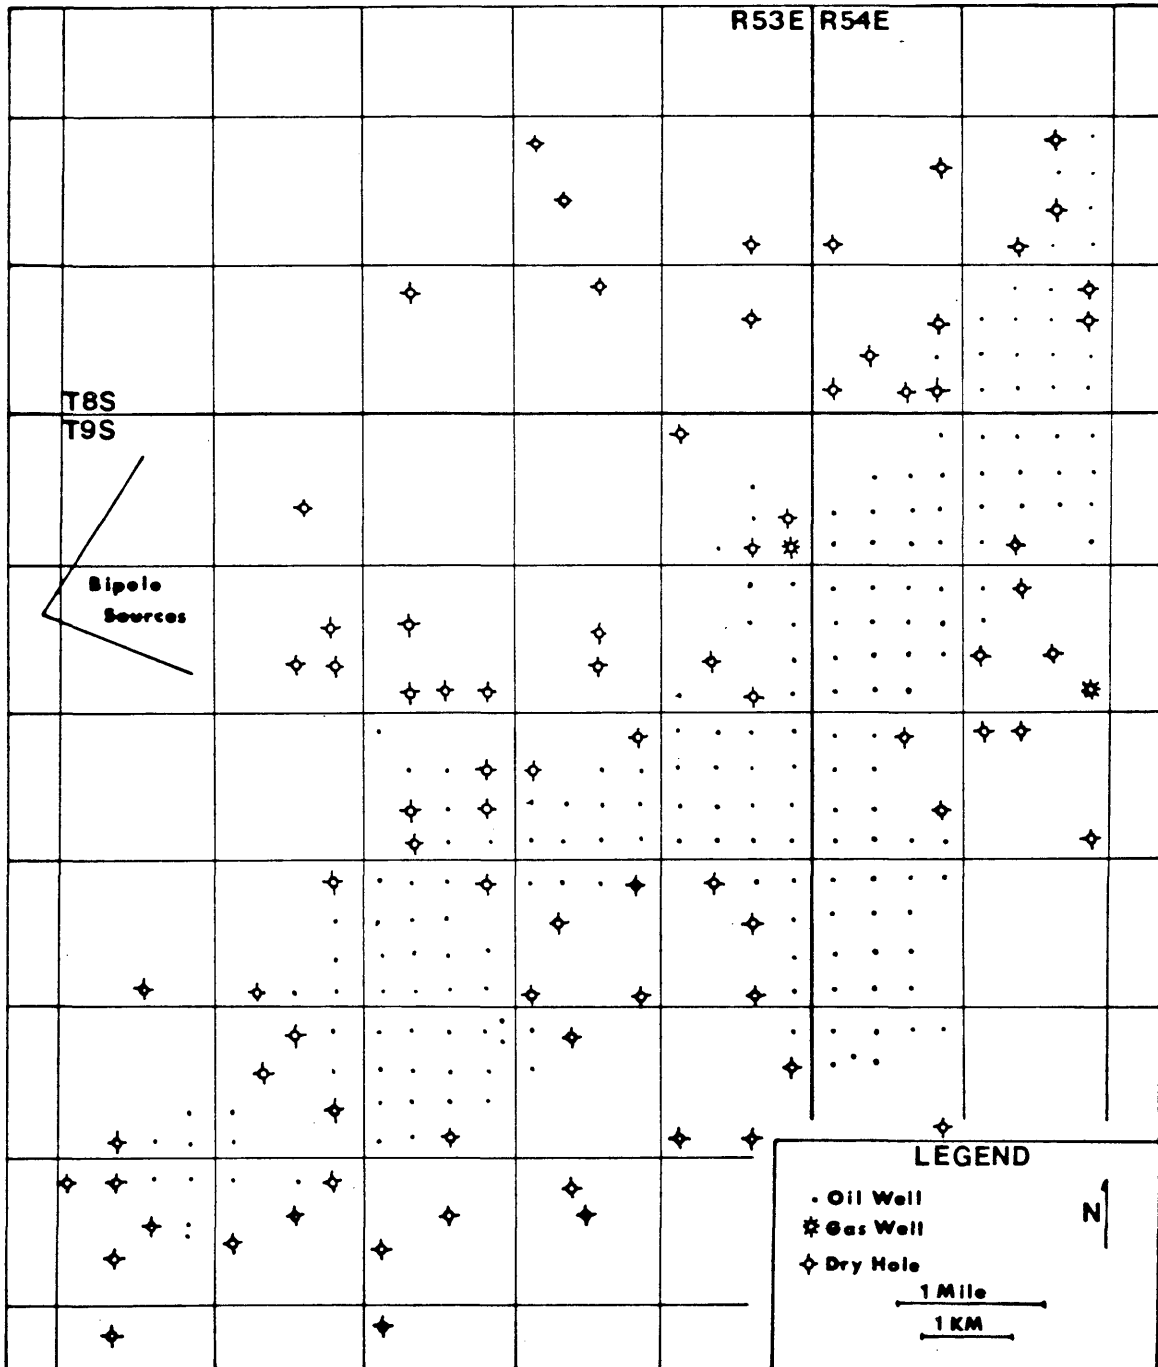 R53E R54E
T8S
T9S
Bipole
Sources
LEGEND
Oil Well
Gas Well
Dry Hole
N
1 Mile
1 KM